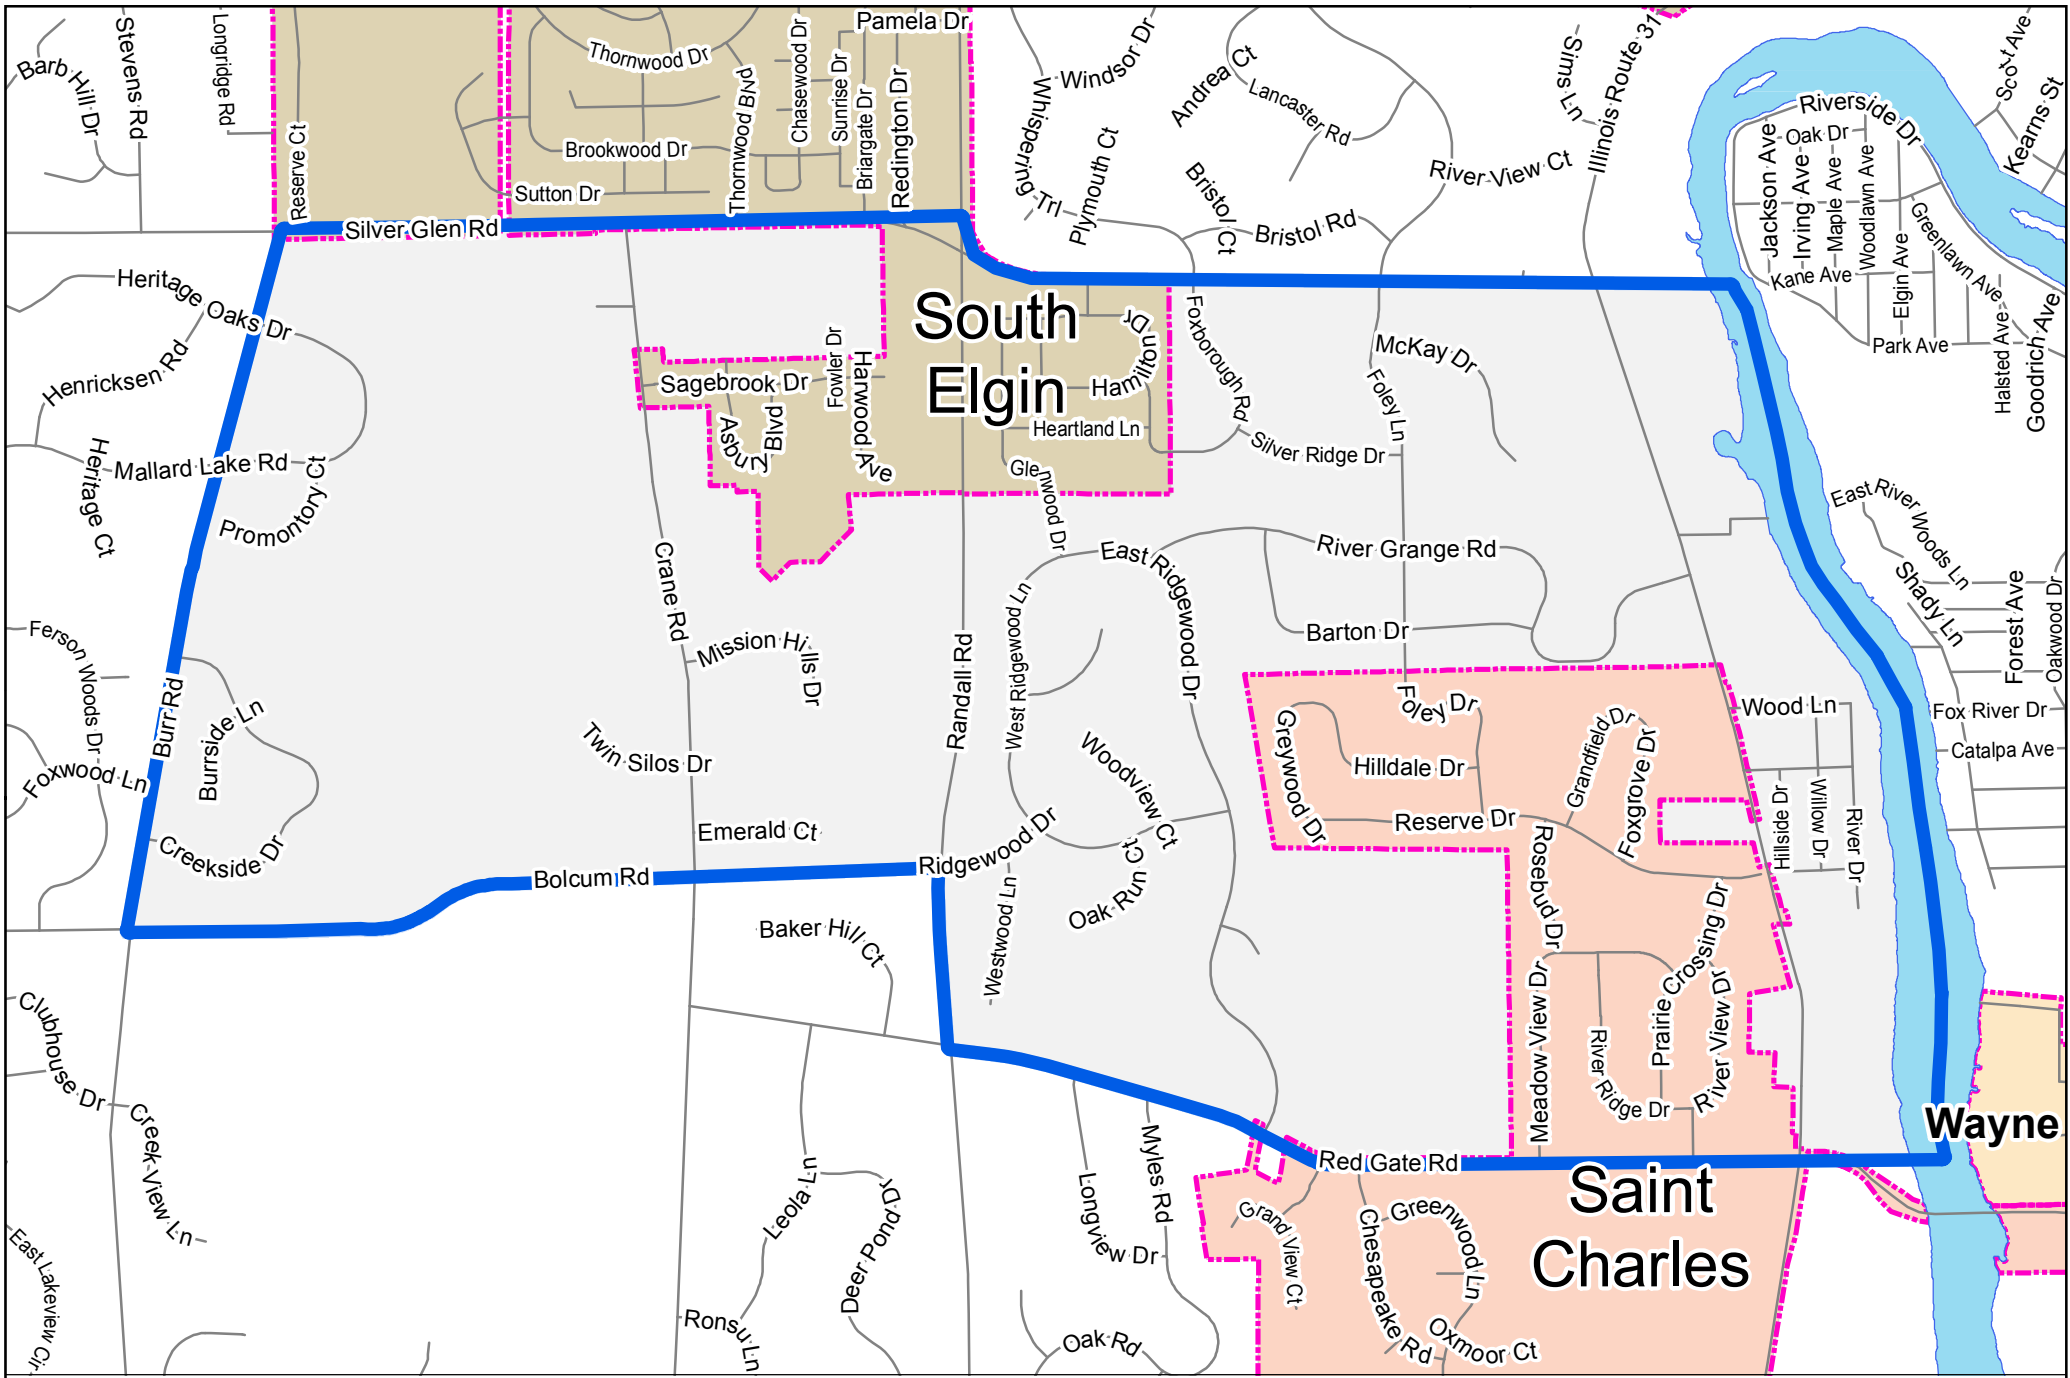 Pamela Dr
Stevens Rd
Longridge Rd
Barb Hill Dr
Reserve Ct
Thornwood Dr
Thornwood Blvd
Chasewood Dr
Sunrise Dr
Briargate Dr
Redington Dr
Brookwood Dr
Sutton Dr
Silver Glen Rd
Windsor Dr
Whispering Trl
Plymouth Ct
Andrea Ct
Lancaster Rd
Bristol Ct
Bristol Rd
River View Ct
Sims Ln
Illinois Route 31
Scott Ave
Kearns St
Riverside Dr
Oak Dr
Jackson Ave
Irving Ave
Maple Ave
Woodlawn Ave
Elgin Ave
Greenlawn Ave
Kane Ave
Park Ave
Halsted Ave
Goodrich Ave
Heritage Oaks Dr
Henricksen Rd
Heritage Ct
Mallard Lake Rd
Promontory Ct
South
Elgin
Sagebrook Dr
Fowler Dr
Harwood Ave
Asbury Blvd
Hamilton Dr
Heartland Ln
Glenwood Dr
Foxborough Rd
Silver Ridge Dr
Foley Ln
McKay Dr
Crane Rd
Mission Hills Dr
Randall Rd
West Ridgewood Ln
East Ridgewood Dr
River Grange Rd
Barton Dr
East River Woods Ln
Shady Ln
Forest Ave
Oakwood Dr
Fox River Dr
Catalpa Ave
Ferson Woods Dr
Foxwood Ln
Burr Rd
Burrside Ln
Creekside Dr
Twin Silos Dr
Emerald Ct
Bolcum Rd
Ridgewood Dr
Woodview Ct
Oak Run Ct
Westwood Ln
Baker Hill Ct
Greywood Dr
Foley Dr
Hilldale Dr
Reserve Dr
Grandfield Dr
Foxgrove Dr
Wood Ln
Hillside Dr
Willow Dr
River Dr
Rosebud Dr
Meadow View Dr
Prairie Crossing Dr
River View Dr
River Ridge Dr
Clubhouse Dr
Creek View Ln
East Lakeview Cir
Leola Ln
Deer Pond Dr
Ronsu Ln
Longview Dr
Myles Rd
Oak Rd
Red Gate Rd
Wayne
Saint
Charles
Grand View Ct
Chesapeake Rd
Greenwood Ln
Oxmoor Ct